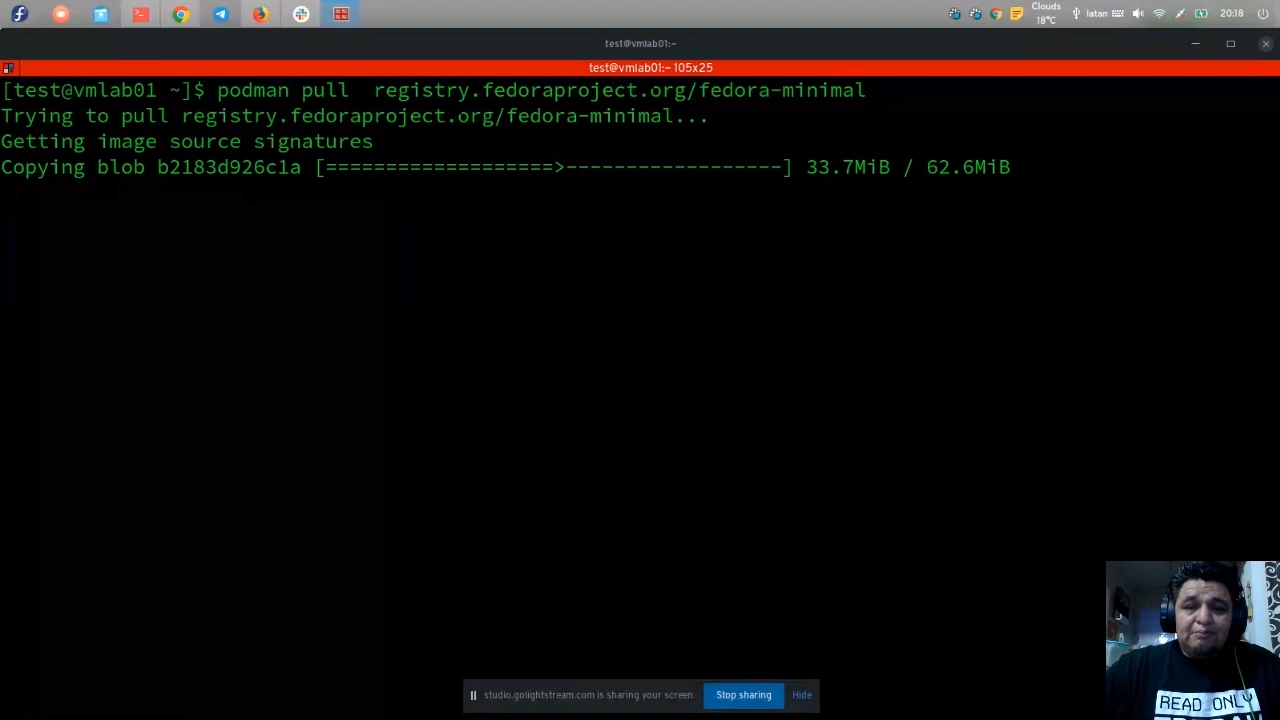 Clouds
18°C
latan
20:18
test@vmlab01:~
test@vmlab01:~ 105x25
[test@vmlab01 ~]$ podman pull  registry.fedoraproject.org/fedora-minimal
Trying to pull registry.fedoraproject.org/fedora-minimal...
Getting image source signatures
Copying blob b2183d926c1a [===================>------------------] 33.7MiB / 62.6MiB
studio.golightstream.com is sharing your screen
Stop sharing
Hide
READ ONLY